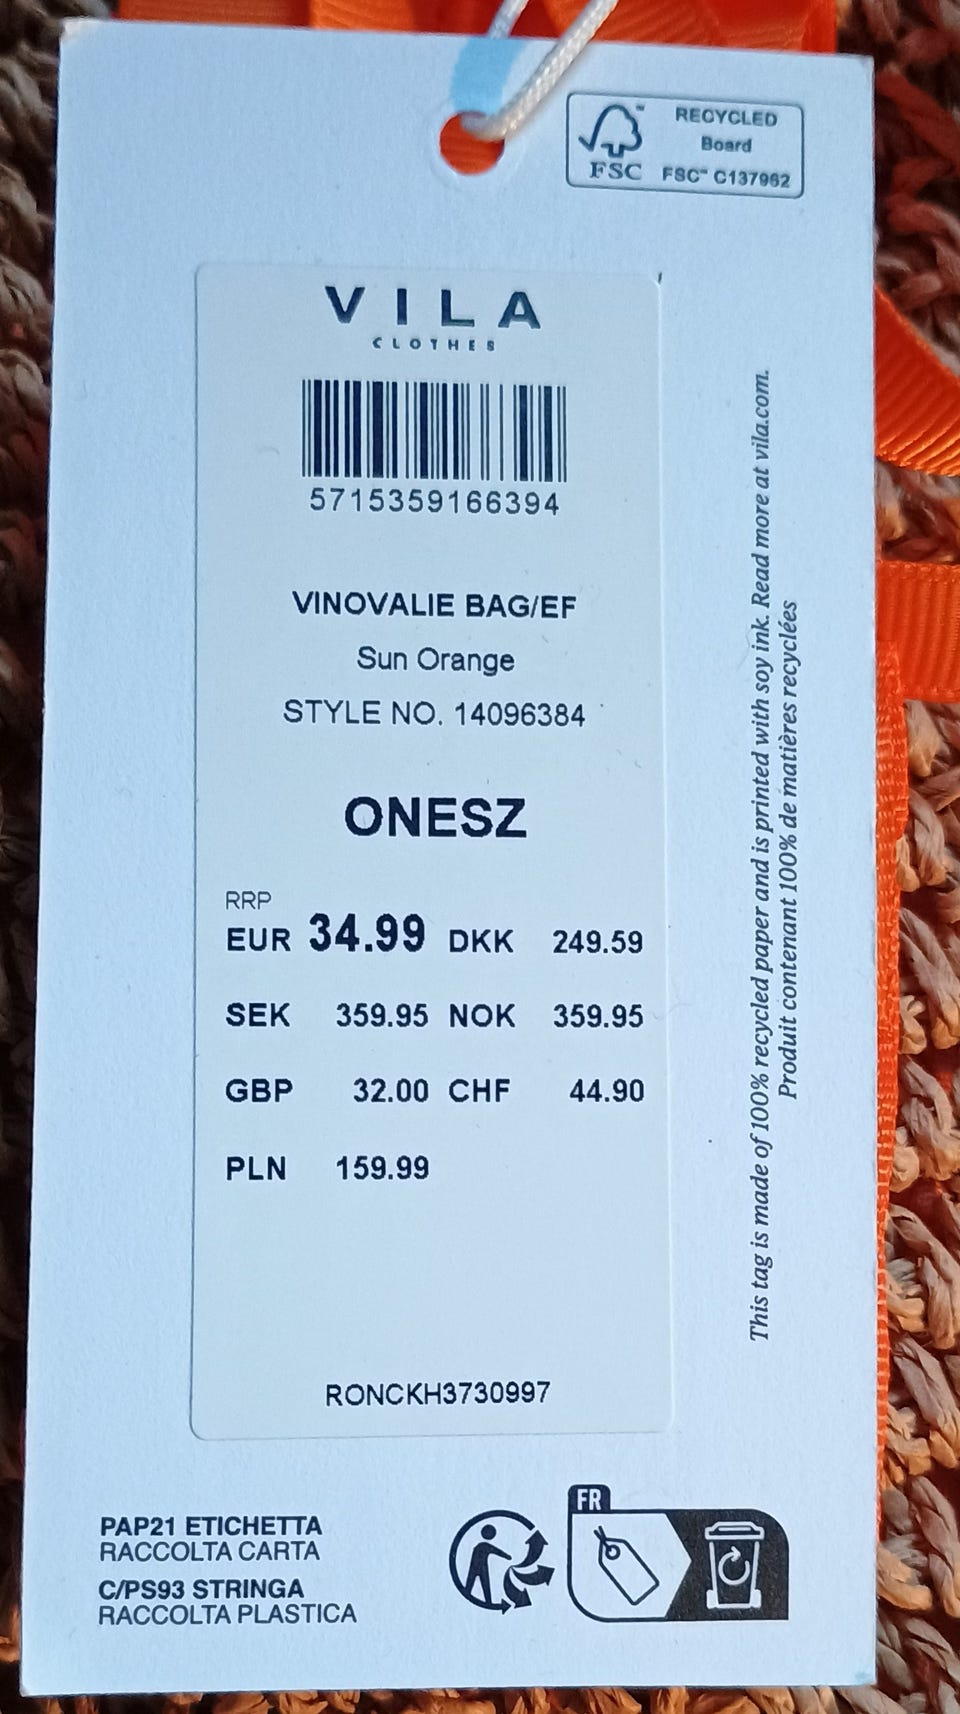 FSC™
RECYCLED
Board
FSC™ C137962
VILA
CLOTHES
5715359166394
VINOVALIE BAG/EF
Sun Orange
STYLE NO. 14096384
ONESZ
RRP
EUR 34.99 DKK 249.59
SEK 359.95 NOK 359.95
GBP 32.00 CHF 44.90
PLN 159.99
RONCKH3730997
This tag is made of 100% recycled paper and is printed with soy ink. Read more at vila.com.
Produit contenant 100% de matières recyclées
PAP21 ETICHETTA
RACCOLTA CARTA
C/PS93 STRINGA
RACCOLTA PLASTICA
FR